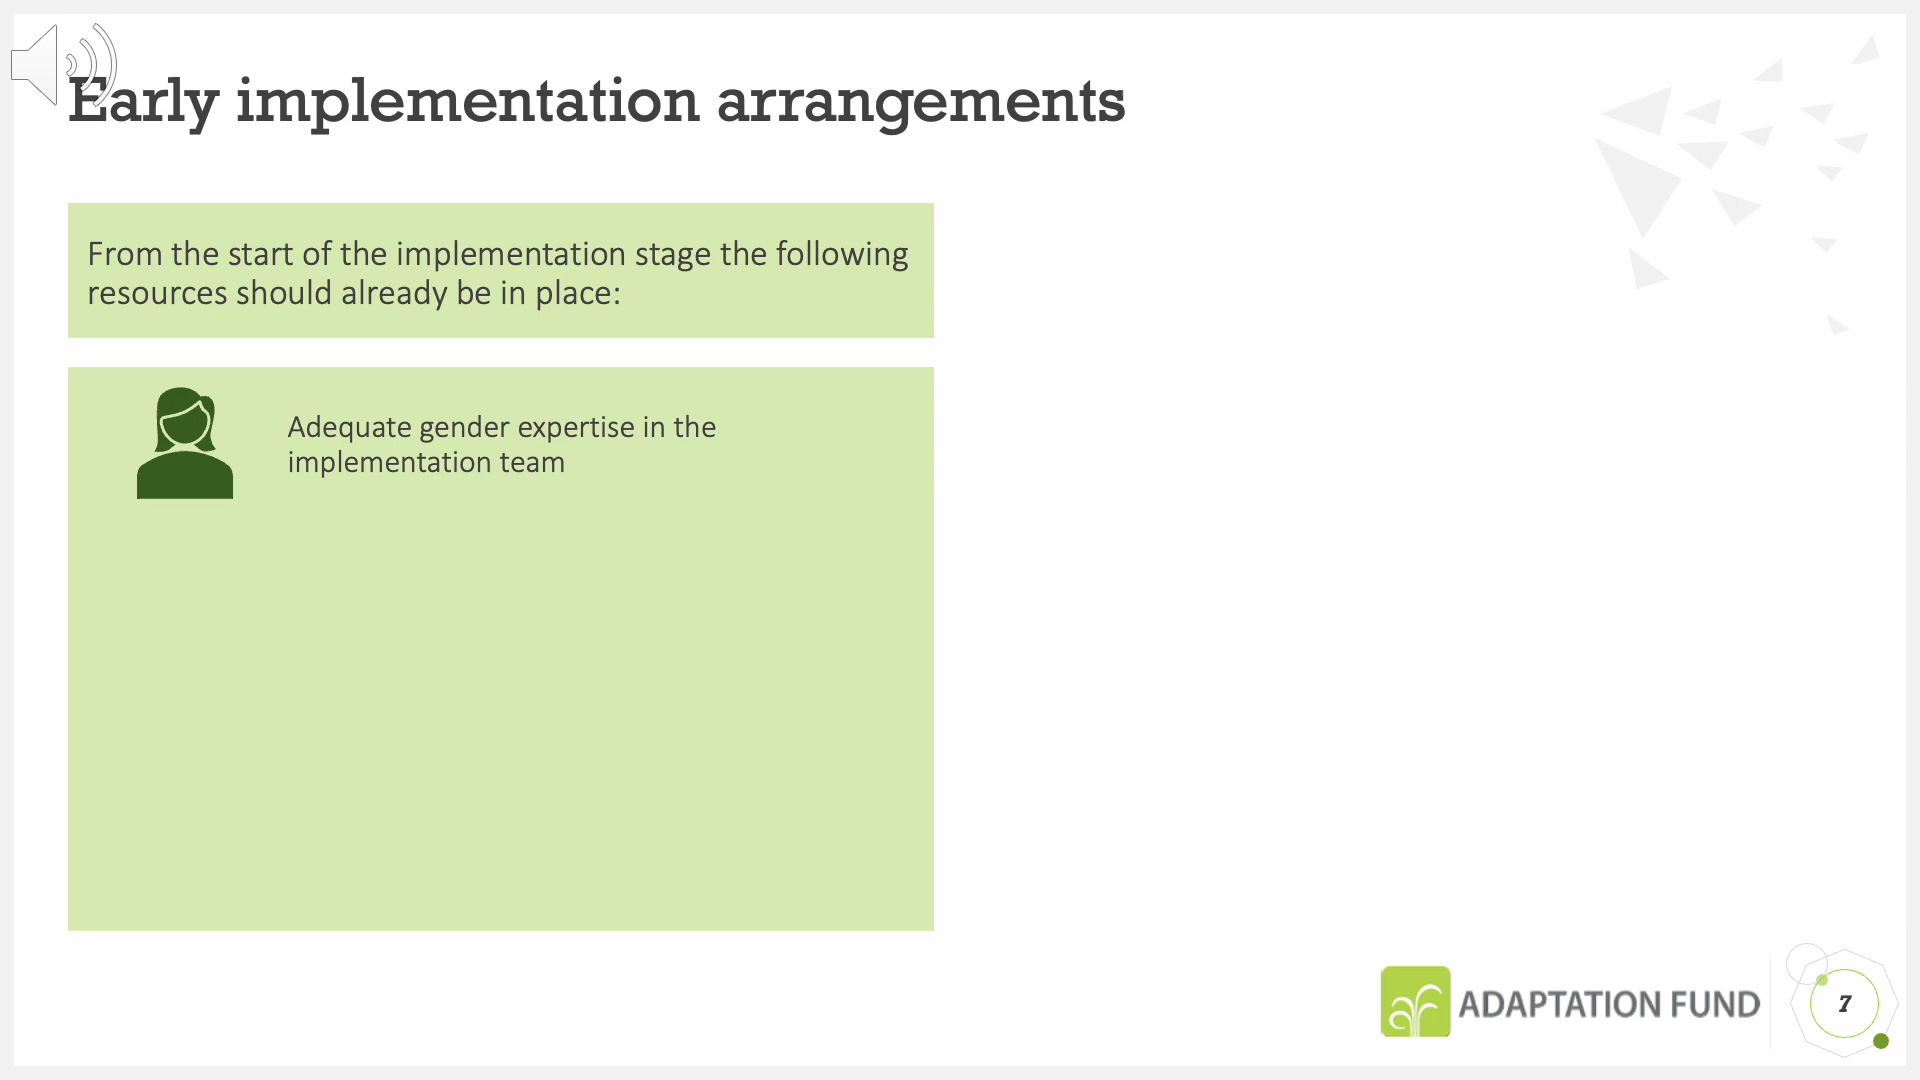 Early implementation arrangements
From the start of the implementation stage the following
resources should already be in place:
Adequate gender expertise in the
implementation team
ADAPTATION FUND
7